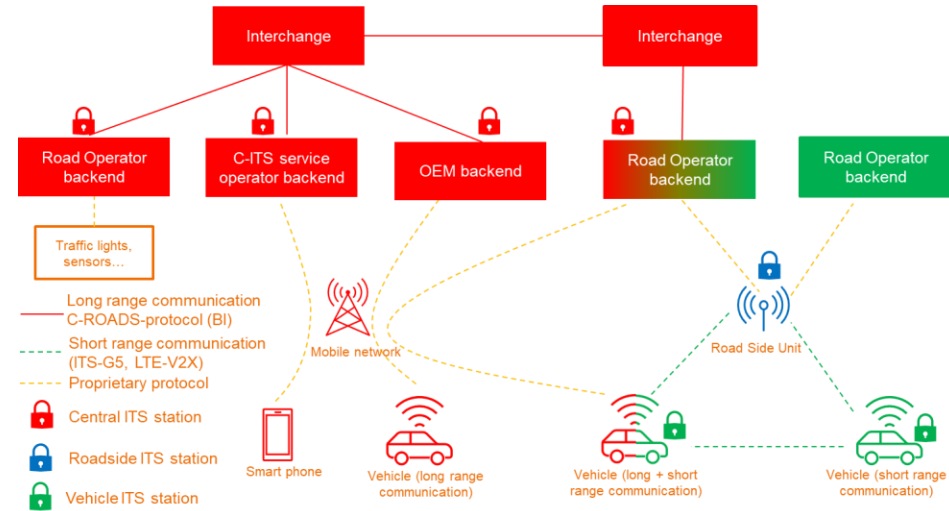 Interchange
Interchange
Road Operator
backend
C-ITS service
operator backend
OEM backend
Road Operator
backend
Road Operator
backend
Traffic lights,
sensors...
Long range communication
C-ROADS-protocol (BI)
Short range communication
(ITS-G5, LTE-V2X)
Proprietary protocol
Central ITS station
Roadside ITS station
Vehicle ITS station
Mobile network
Road Side Unit
Smart phone
Vehicle (long range
communication)
Vehicle (long + short
range communication)
Vehicle (short range
communication)